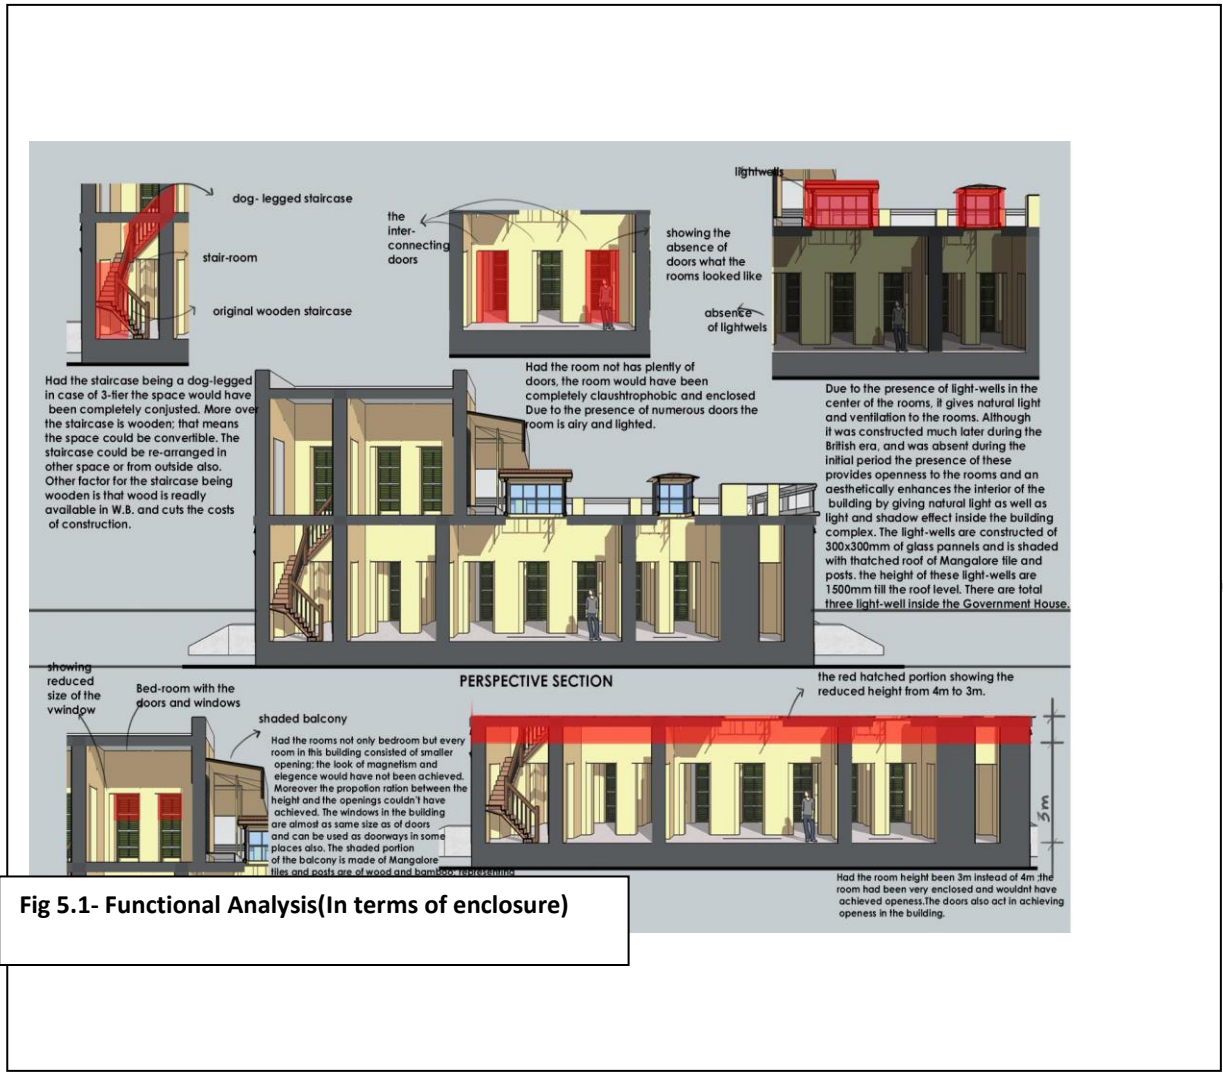 dog- legged staircase
stair-room
original wooden staircase
Had the staircase being a dog-legged
in case of 3-tier the space would have
been completely conjusted. More over
the staircase is wooden; that means
the space could be convertible. The
staircase could be re-arranged in
other space or from outside also.
Other factor for the staircase being
wooden is that wood is readly
available in W.B. and cuts the costs
of construction.
the
inter-
connecting
doors
showing the
absence of
doors what the
rooms looked like
Had the room not has plently of
doors, the room would have been
completely claushtrophobic and enclosed
Due to the presence of numerous doors the
room is airy and lighted.
lightwells
absence
of lightwels
Due to the presence of light-wells in the
center of the rooms, it gives natural light
and ventilation to the rooms. Although
it was constructed much later during the
British era, and was absent during the
initial period the presence of these
provides openness to the rooms and an
aesthetically enhances the interior of the
building by giving natural light as well as
light and shadow effect inside the building
complex. The light-wells are constructed of
300x300mm of glass pannels and is shaded
with thatched roof of Mangalore tile and
posts. the height of these light-wells are
1500mm till the roof level. There are total
three light-well inside the Government House.
PERSPECTIVE SECTION
showing
reduced
size of the
vwindow
Bed-room with the
doors and windows
shaded balcony
Had the rooms not only bedroom but every
room in this building consisted of smaller
opening; the look of magnetism and
elegence would have not been achieved.
Moreover the propotion ration between the
height and the openings couldn't have
achieved. The windows in the building
are almost as same size as of doors
and can be used as doorways in some
places also. The shaded portion
of the balcony is made of Mangalore
tiles and posts are of wood and bamboo; representing
the red hatched portion showing the
reduced height from 4m to 3m.
3m
Had the room height been 3m instead of 4m ;the
room had been very enclosed and wouldnt have
achieved openess.The doors also act in achieving
openess in the building.
Fig 5.1- Functional Analysis(In terms of enclosure)